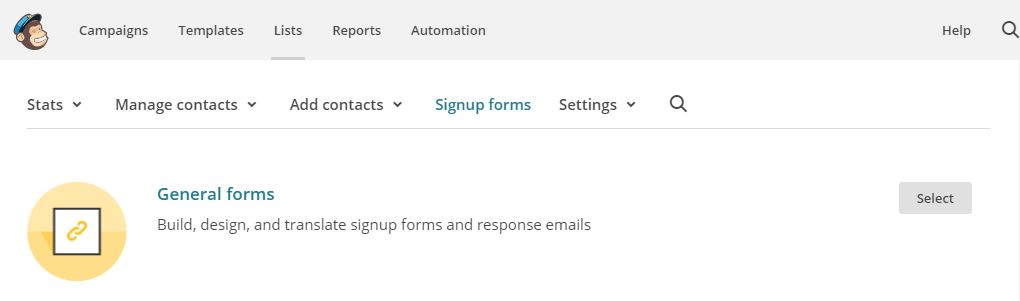 Campaigns Templates Lists Reports Automation Help
Stats Manage contacts Add contacts Signup forms Settings
General forms
Select
Build, design, and translate signup forms and response emails